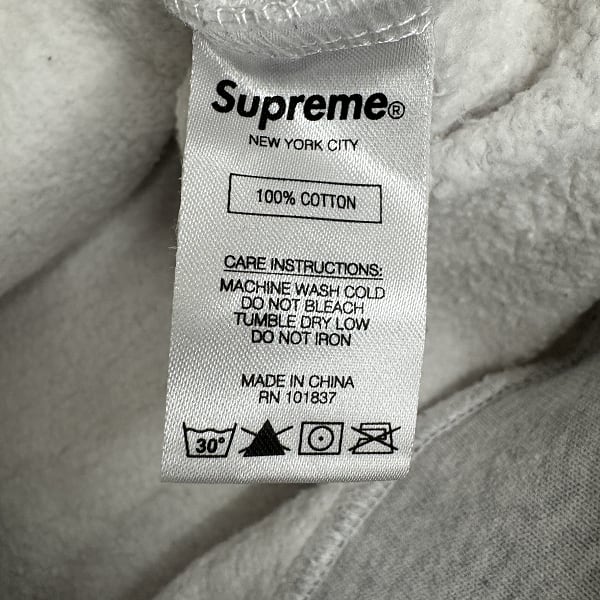 Supreme®
NEW YORK CITY
100% COTTON
CARE INSTRUCTIONS:
MACHINE WASH COLD
DO NOT BLEACH
TUMBLE DRY LOW
DO NOT IRON
MADE IN CHINA
RN 101837
30°